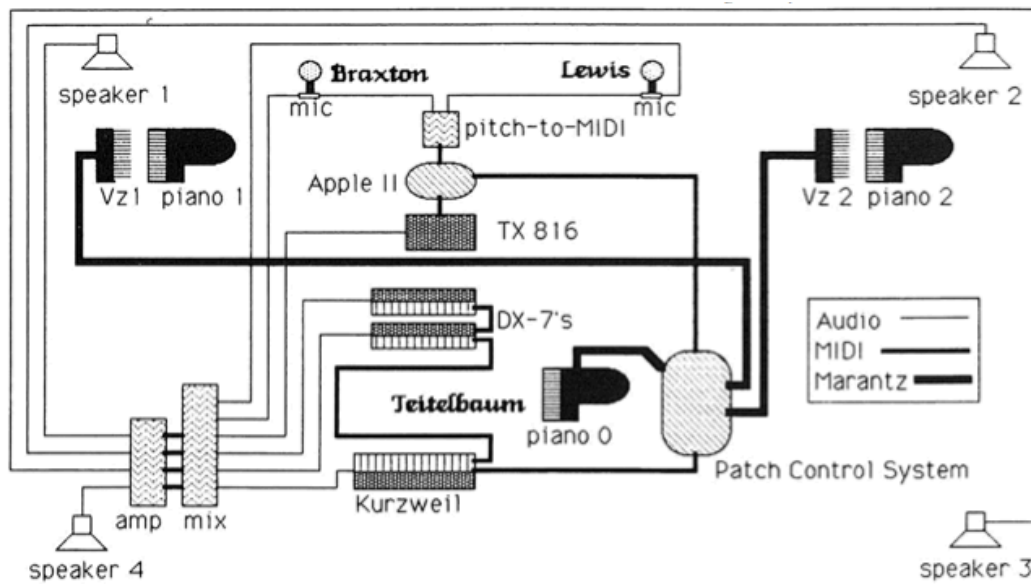 Braxton
Lewis
speaker 1
mic
mic
speaker 2
pitch-to-MIDI
Apple II
Vz1
piano 1
Vz 2
piano 2
TX 816
DX-7's
Audio
MIDI
Marantz
Teitelbaum
piano 0
Patch Control System
Kurzweil
amp
mix
speaker 4
speaker 3